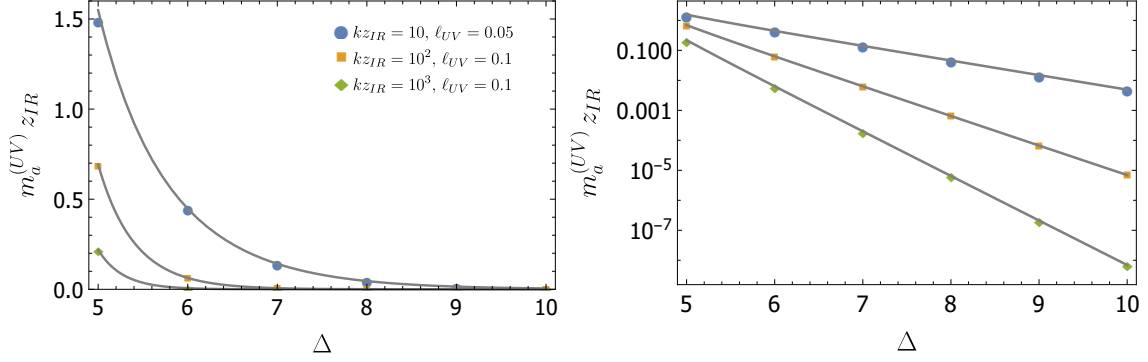 1.5
1.0
0.5
0.0
5 6 7 8 9 10
Δ
m_a^{(UV)} z_{IR}
kz_{IR} = 10, ℓ_{UV} = 0.05
kz_{IR} = 10^2, ℓ_{UV} = 0.1
kz_{IR} = 10^3, ℓ_{UV} = 0.1
0.100
0.001
10^{-5}
10^{-7}
5 6 7 8 9 10
Δ
m_a^{(UV)} z_{IR}